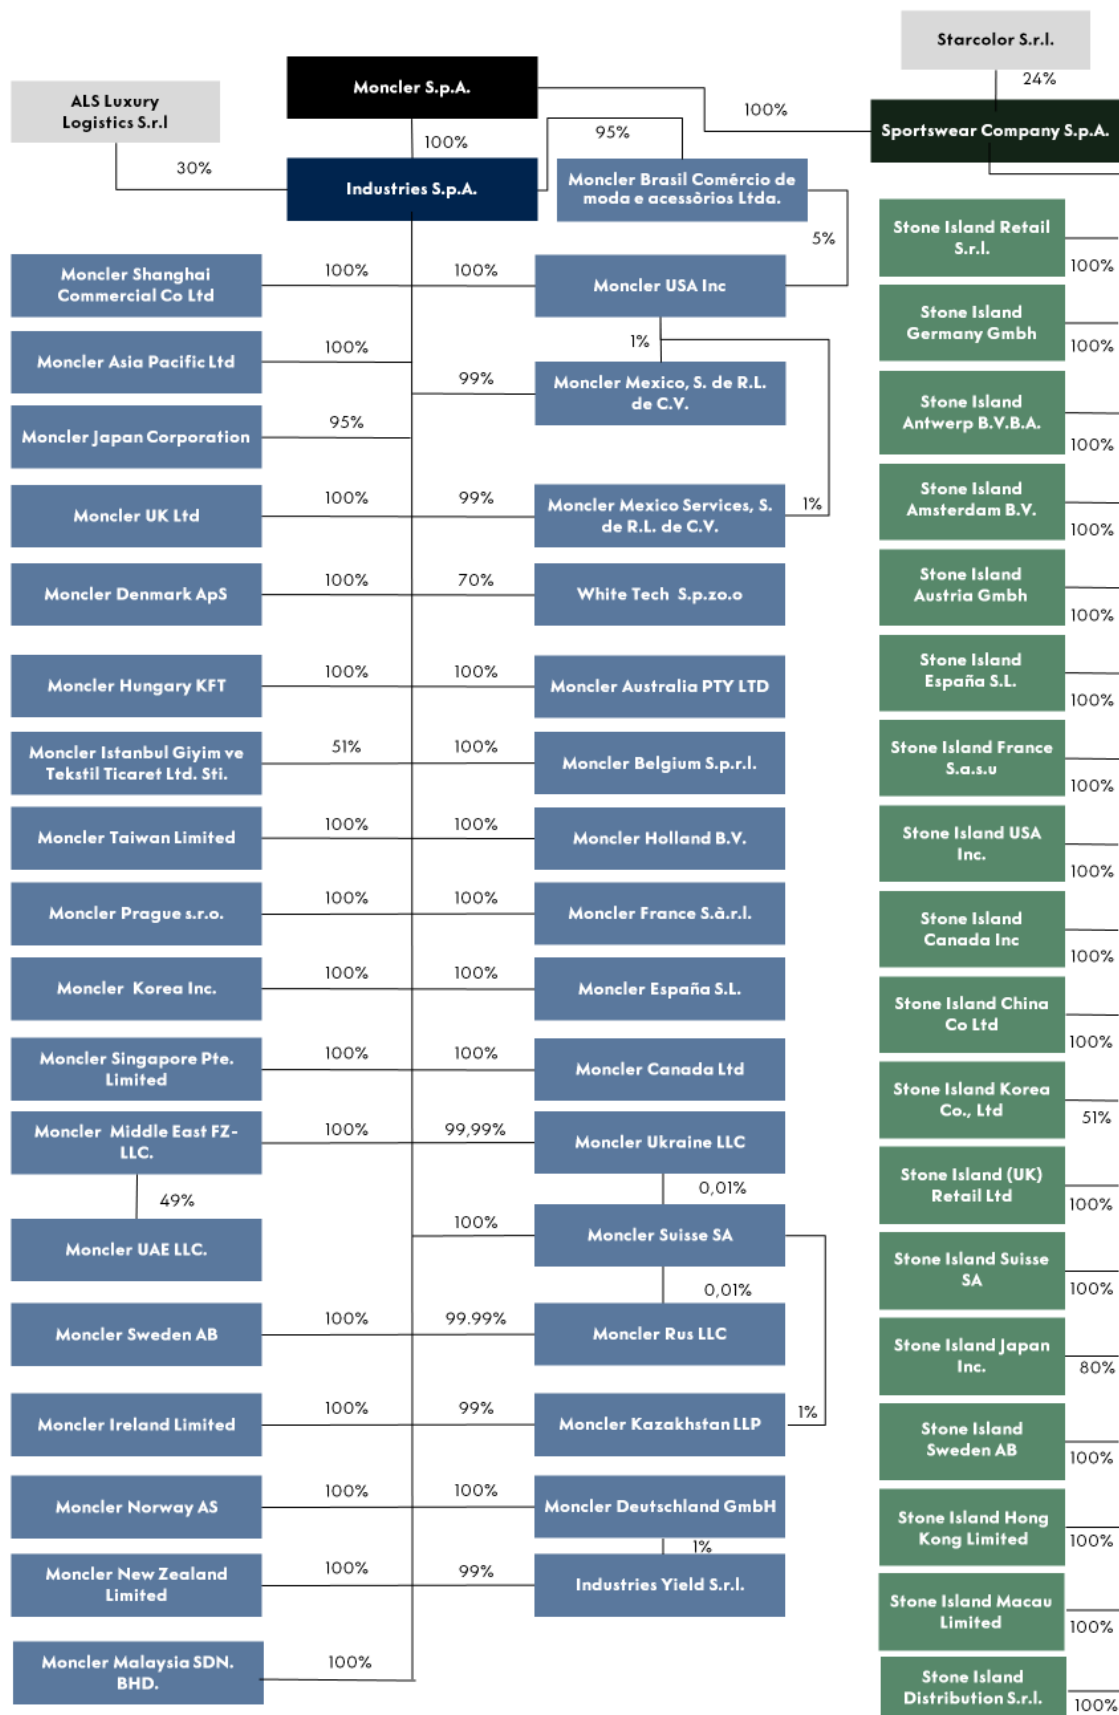 Starcolor S.r.l.
24%
Moncler S.p.A.
ALS Luxury
Logistics S.r.l
100%
Sportswear Company S.p.A.
100%
95%
30%
Industries S.p.A.
Moncler Brasil Comércio de
moda e acessòrios Ltda.
5%
Moncler Shanghai
Commercial Co Ltd
100%
100%
Moncler USA Inc
1%
Moncler Asia Pacific Ltd
100%
99%
Moncler Mexico, S. de R.L.
de C.V.
Moncler Japan Corporation
95%
Moncler UK Ltd
100%
99%
Moncler Mexico Services, S.
de R.L. de C.V.
1%
Moncler Denmark ApS
100%
70%
White Tech S.p.zo.o
Moncler Hungary KFT
100%
100%
Moncler Australia PTY LTD
Moncler Istanbul Giyim ve
Tekstil Ticaret Ltd. Sti.
51%
100%
Moncler Belgium S.p.r.l.
Moncler Taiwan Limited
100%
100%
Moncler Holland B.V.
Moncler Prague s.r.o.
100%
100%
Moncler France S.à.r.l.
Moncler Korea Inc.
100%
100%
Moncler España S.L.
Moncler Singapore Pte.
Limited
100%
100%
Moncler Canada Ltd
Moncler Middle East FZ-
LLC.
100%
99,99%
Moncler Ukraine LLC
49%
0,01%
Moncler UAE LLC.
100%
Moncler Suisse SA
0,01%
Moncler Sweden AB
100%
99.99%
Moncler Rus LLC
Moncler Ireland Limited
100%
99%
Moncler Kazakhstan LLP
1%
Moncler Norway AS
100%
100%
Moncler Deutschland GmbH
1%
Moncler New Zealand
Limited
100%
99%
Industries Yield S.r.l.
Moncler Malaysia SDN.
BHD.
100%
Stone Island Retail
S.r.l.
100%
Stone Island
Germany Gmbh
100%
Stone Island
Antwerp B.V.B.A.
100%
Stone Island
Amsterdam B.V.
100%
Stone Island
Austria Gmbh
100%
Stone Island
España S.L.
100%
Stone Island France
S.a.s.u
100%
Stone Island USA
Inc.
100%
Stone Island
Canada Inc
100%
Stone Island China
Co Ltd
100%
Stone Island Korea
Co., Ltd
51%
Stone Island (UK)
Retail Ltd
100%
Stone Island Suisse
SA
100%
Stone Island Japan
Inc.
80%
Stone Island
Sweden AB
100%
Stone Island Hong
Kong Limited
100%
Stone Island Macau
Limited
100%
Stone Island
Distribution S.r.l.
100%